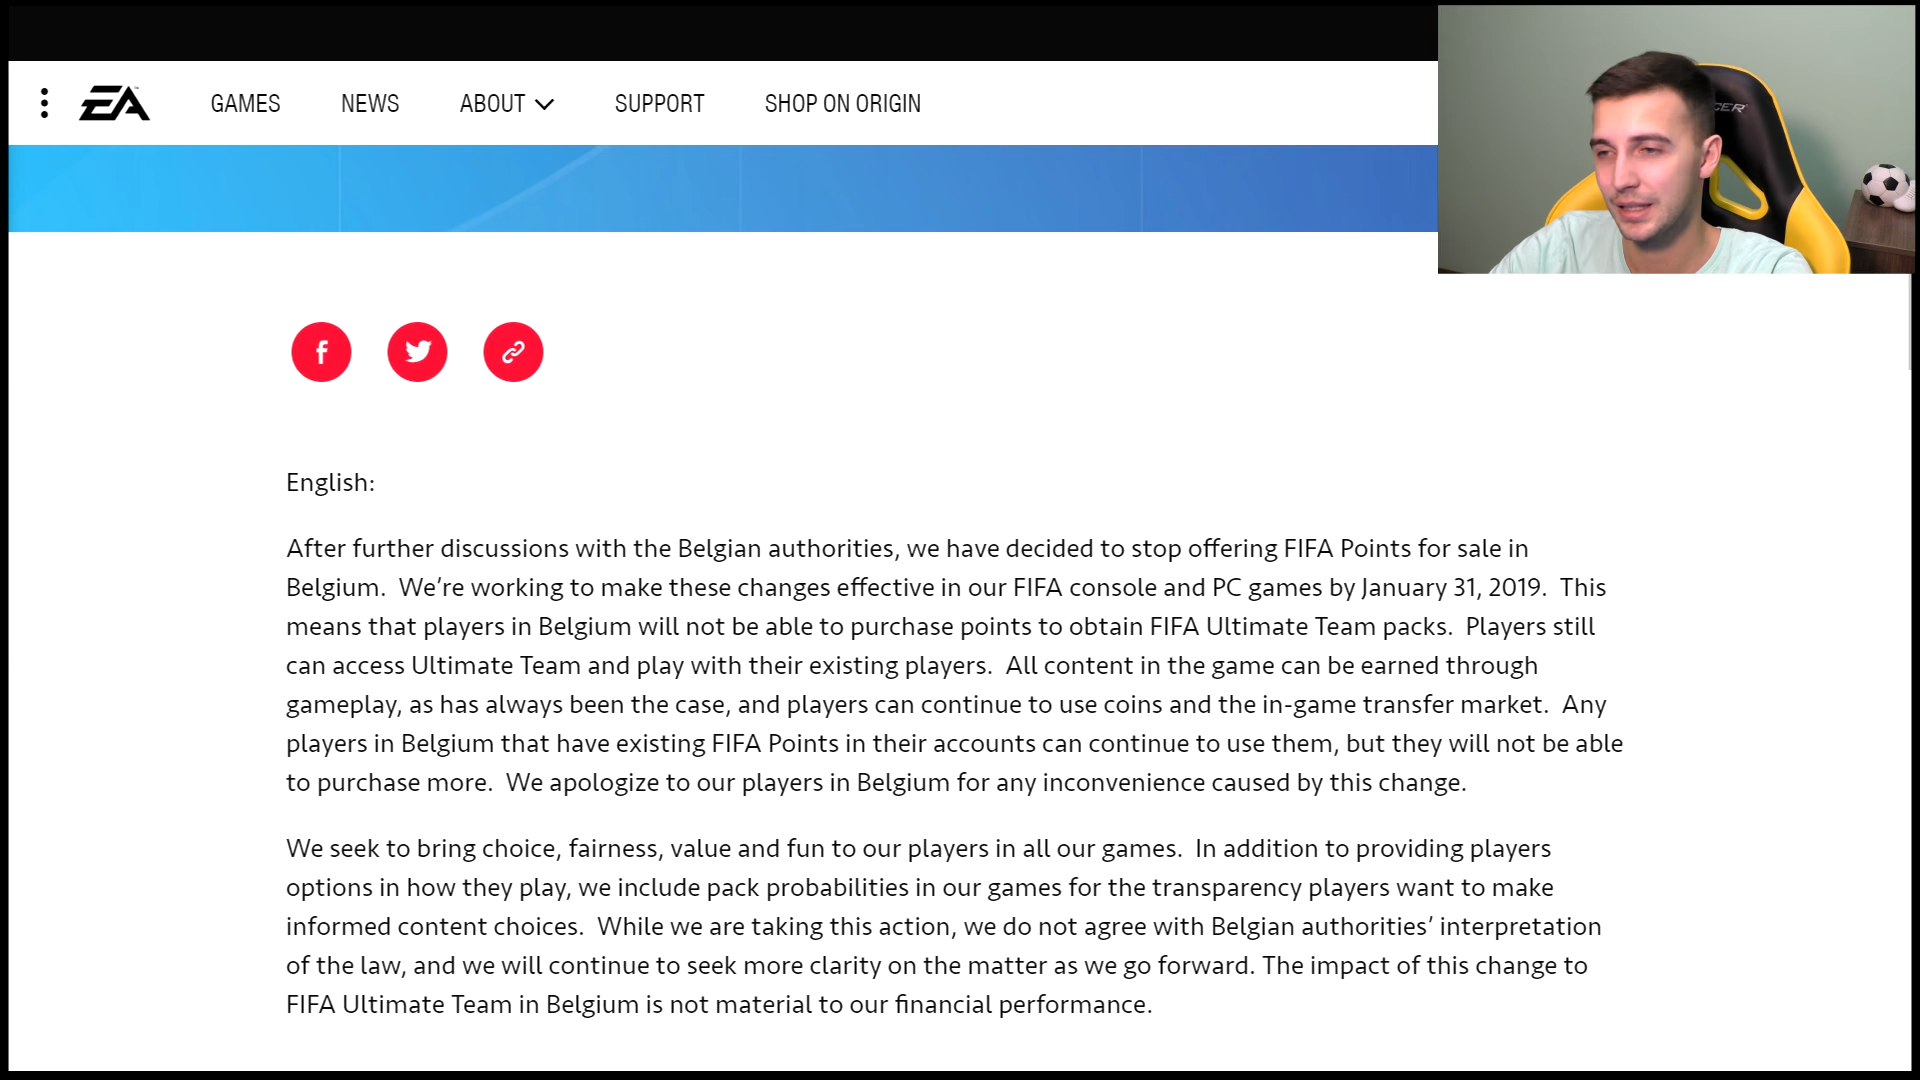 EA
GAMES
NEWS
ABOUT
SUPPORT
SHOP ON ORIGIN
English:
After further discussions with the Belgian authorities, we have decided to stop offering FIFA Points for sale in
Belgium.  We’re working to make these changes effective in our FIFA console and PC games by January 31, 2019.  This
means that players in Belgium will not be able to purchase points to obtain FIFA Ultimate Team packs.  Players still
can access Ultimate Team and play with their existing players.  All content in the game can be earned through
gameplay, as has always been the case, and players can continue to use coins and the in-game transfer market.  Any
players in Belgium that have existing FIFA Points in their accounts can continue to use them, but they will not be able
to purchase more.  We apologize to our players in Belgium for any inconvenience caused by this change.
We seek to bring choice, fairness, value and fun to our players in all our games.  In addition to providing players
options in how they play, we include pack probabilities in our games for the transparency players want to make
informed content choices.  While we are taking this action, we do not agree with Belgian authorities’ interpretation
of the law, and we will continue to seek more clarity on the matter as we go forward. The impact of this change to
FIFA Ultimate Team in Belgium is not material to our financial performance.